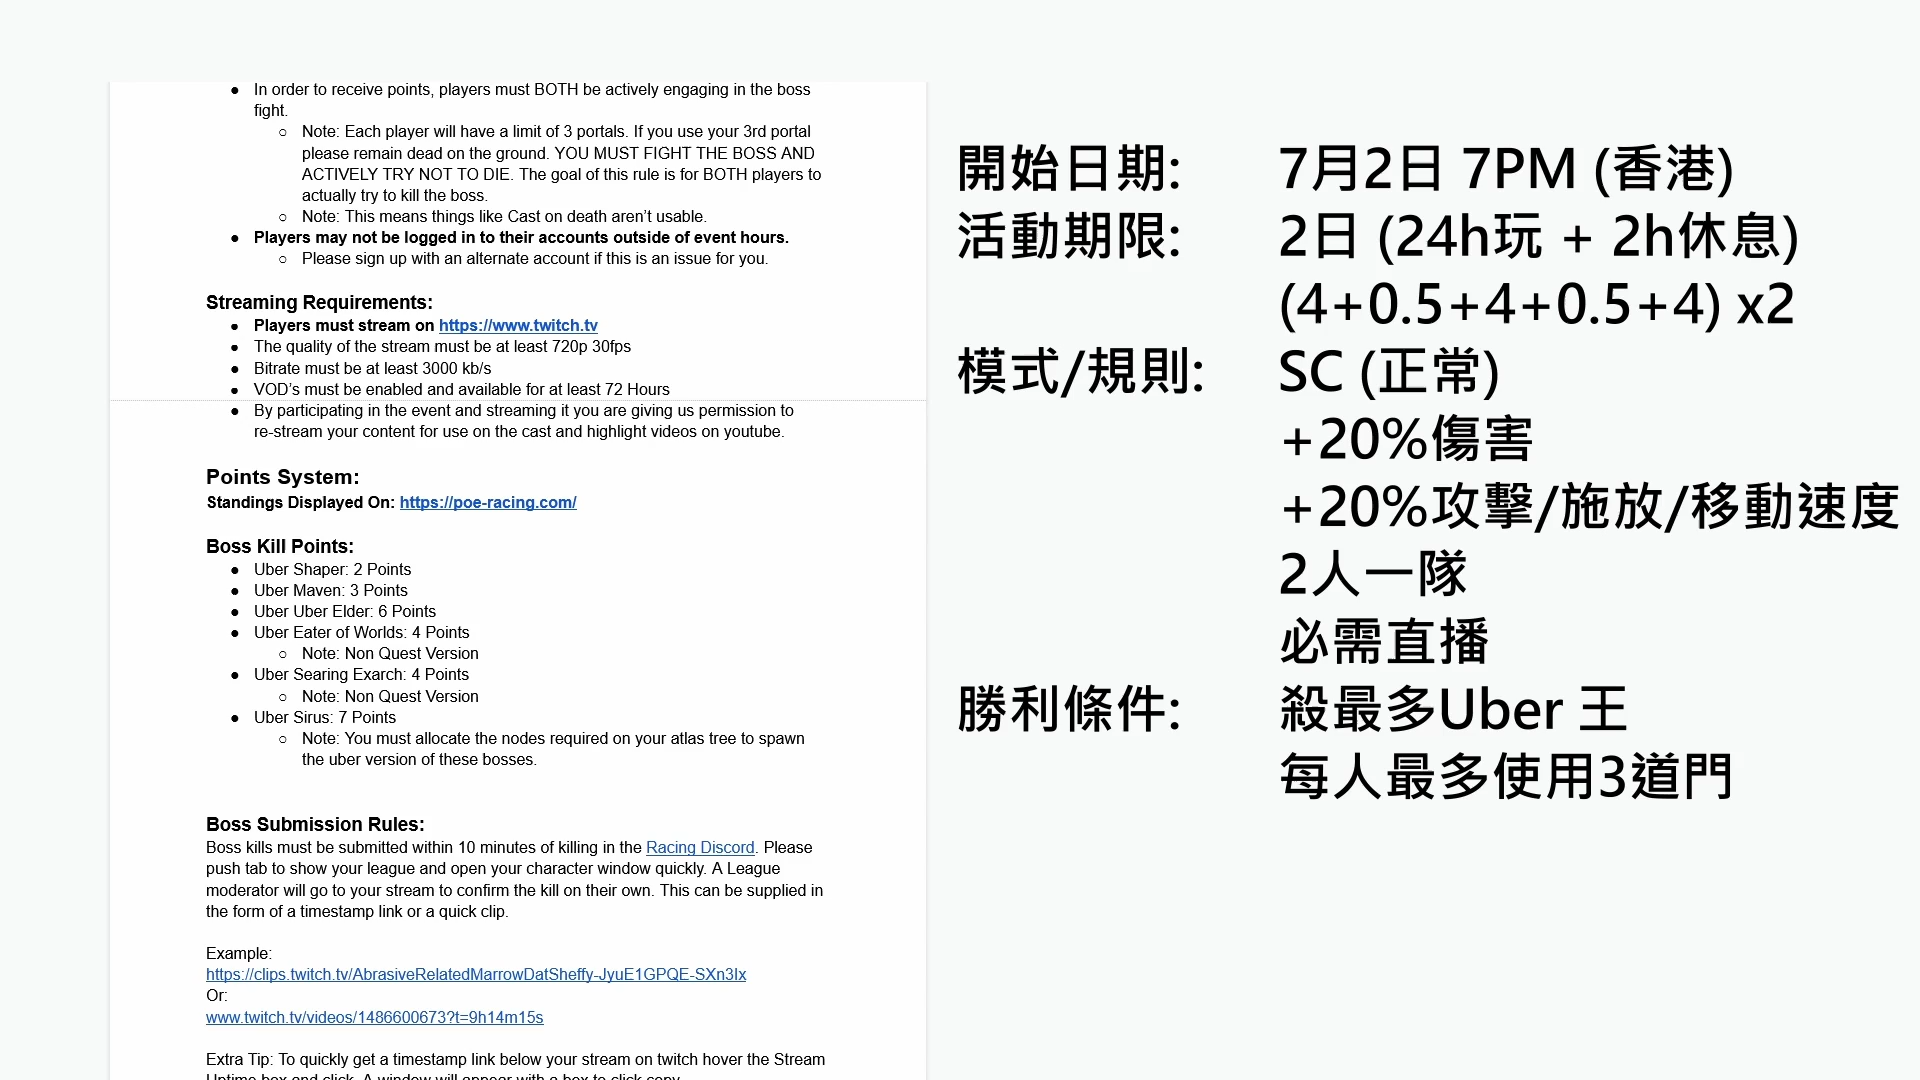 ● In order to receive points, players must BOTH be actively engaging in the boss
fight.
○ Note: Each player will have a limit of 3 portals. If you use your 3rd portal
please remain dead on the ground. YOU MUST FIGHT THE BOSS AND
ACTIVELY TRY NOT TO DIE. The goal of this rule is for BOTH players to
actually try to kill the boss.
○ Note: This means things like Cast on death aren't usable.
● Players may not be logged in to their accounts outside of event hours.
○ Please sign up with an alternate account if this is an issue for you.
Streaming Requirements:
● Players must stream on https://www.twitch.tv
● The quality of the stream must be at least 720p 30fps
● Bitrate must be at least 3000 kb/s
● VOD's must be enabled and available for at least 72 Hours
● By participating in the event and streaming it you are giving us permission to
re-stream your content for use on the cast and highlight videos on youtube.
Points System:
Standings Displayed On: https://poe-racing.com/
Boss Kill Points:
● Uber Shaper: 2 Points
● Uber Maven: 3 Points
● Uber Uber Elder: 6 Points
● Uber Eater of Worlds: 4 Points
○ Note: Non Quest Version
● Uber Searing Exarch: 4 Points
○ Note: Non Quest Version
● Uber Sirus: 7 Points
○ Note: You must allocate the nodes required on your atlas tree to spawn
the uber version of these bosses.
Boss Submission Rules:
Boss kills must be submitted within 10 minutes of killing in the Racing Discord. Please
push tab to show your league and open your character window quickly. A League
moderator will go to your stream to confirm the kill on their own. This can be supplied in
the form of a timestamp link or a quick clip.
Example:
https://clips.twitch.tv/AbrasiveRelatedMarrowDatSheffy-JyuE1GPQE-SXn3Ix
Or:
www.twitch.tv/videos/1486600673?t=9h14m15s
Extra Tip: To quickly get a timestamp link below your stream on twitch hover the Stream
Uptime box and click. A window will appear with a box to click copy
開始日期: 7月2日 7PM (香港)
活動期限: 2日 (24h玩 + 2h休息)
(4+0.5+4+0.5+4) x2
模式/規則: SC (正常)
+20%傷害
+20%攻擊/施放/移動速度
2人一隊
必需直播
勝利條件: 殺最多Uber 王
每人最多使用3道門